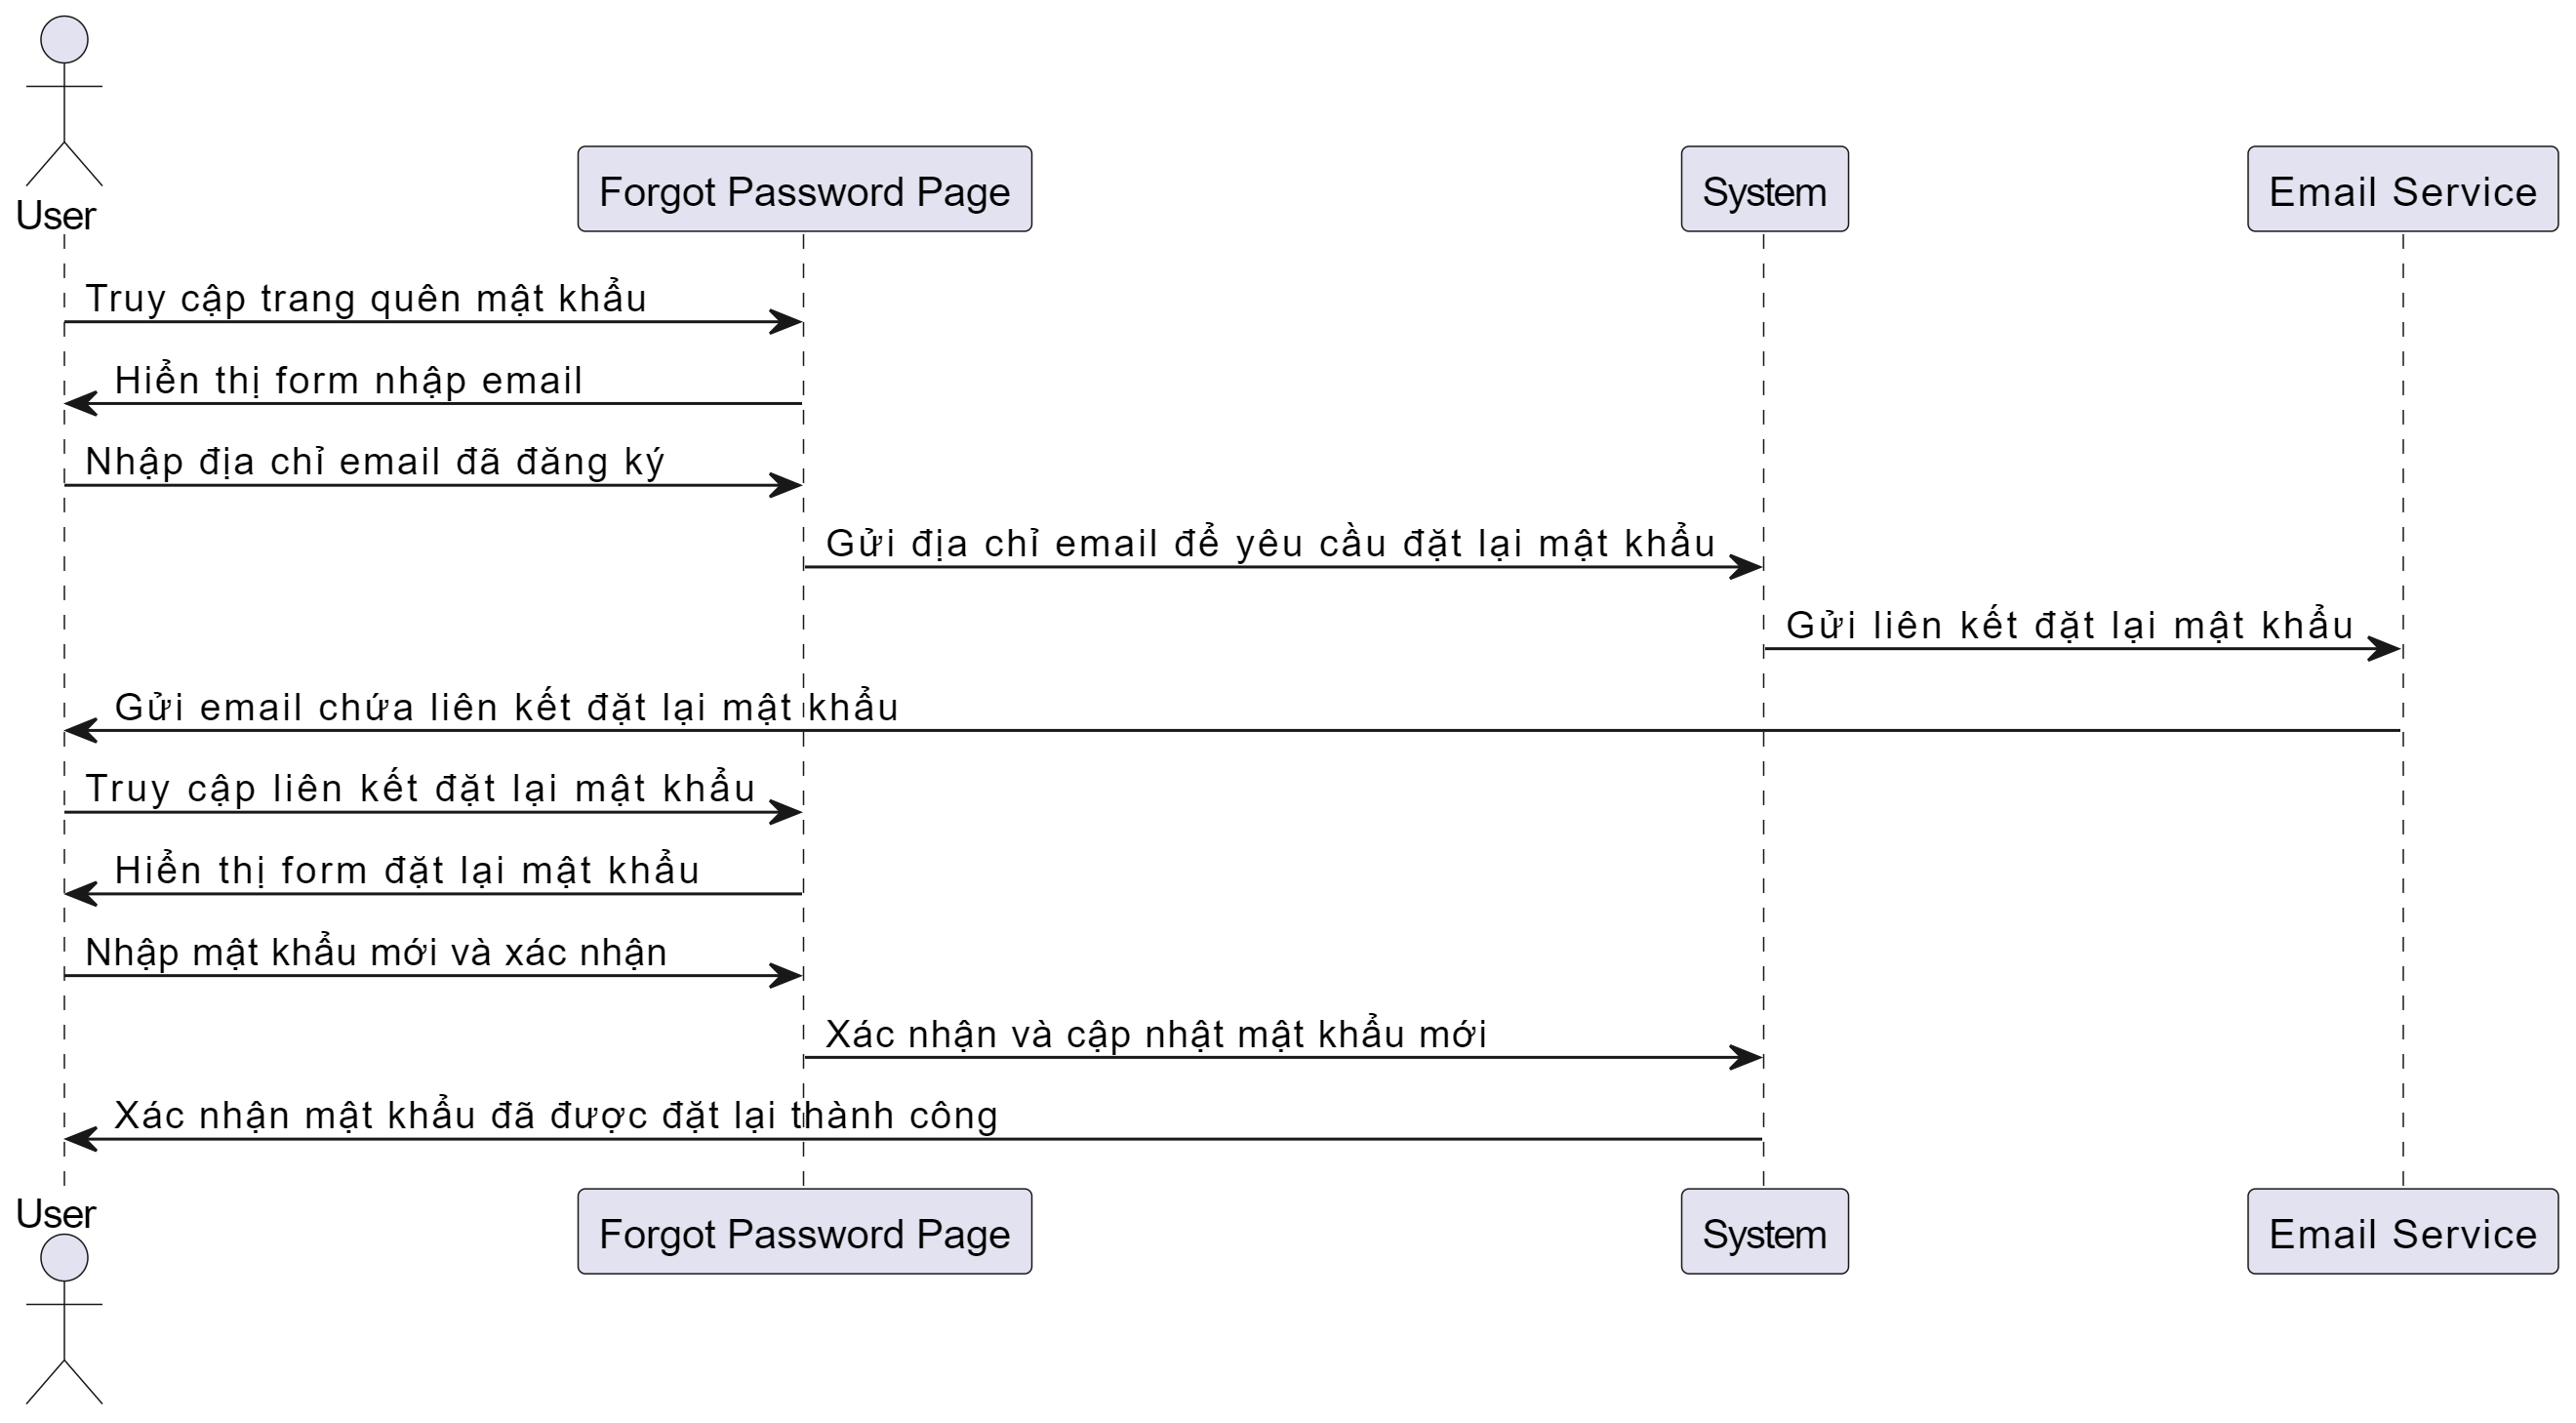 User
Forgot Password Page
System
Email Service
Truy cập trang quên mật khẩu
Hiển thị form nhập email
Nhập địa chỉ email đã đăng ký
Gửi địa chỉ email để yêu cầu đặt lại mật khẩu
Gửi liên kết đặt lại mật khẩu
Gửi email chứa liên kết đặt lại mật khẩu
Truy cập liên kết đặt lại mật khẩu
Hiển thị form đặt lại mật khẩu
Nhập mật khẩu mới và xác nhận
Xác nhận và cập nhật mật khẩu mới
Xác nhận mật khẩu đã được đặt lại thành công
User
Forgot Password Page
System
Email Service